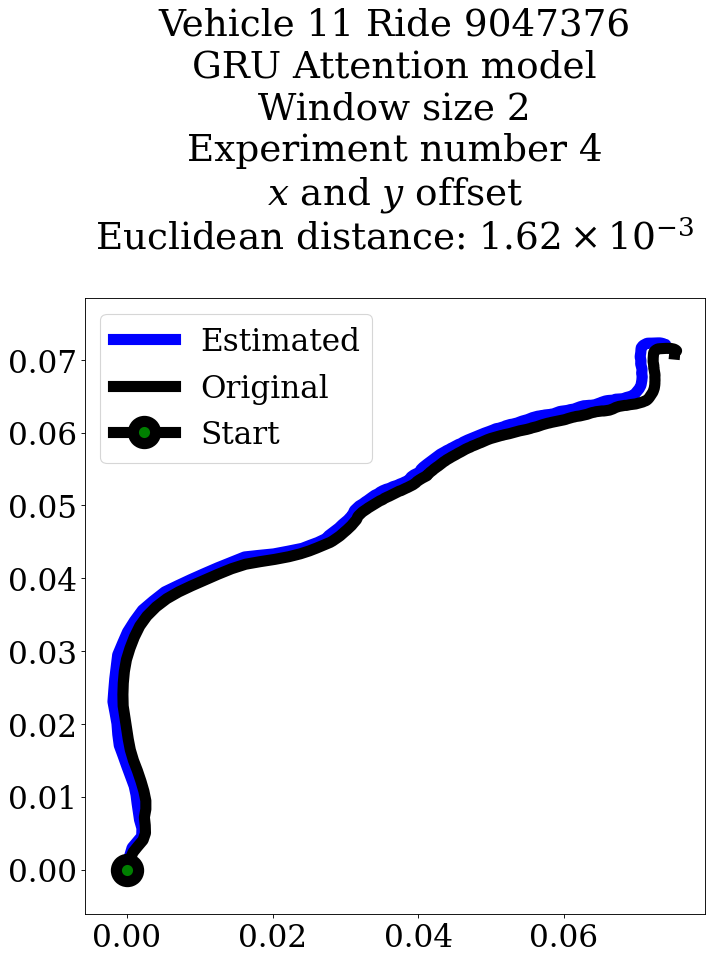 Vehicle 11 Ride 9047376
GRU Attention model
Window size 2
Experiment number 4
x and y offset
Euclidean distance: 1.62 × 10⁻³
Estimated
Original
Start
0.07
0.06
0.05
0.04
0.03
0.02
0.01
0.00
0.00 0.02 0.04 0.06